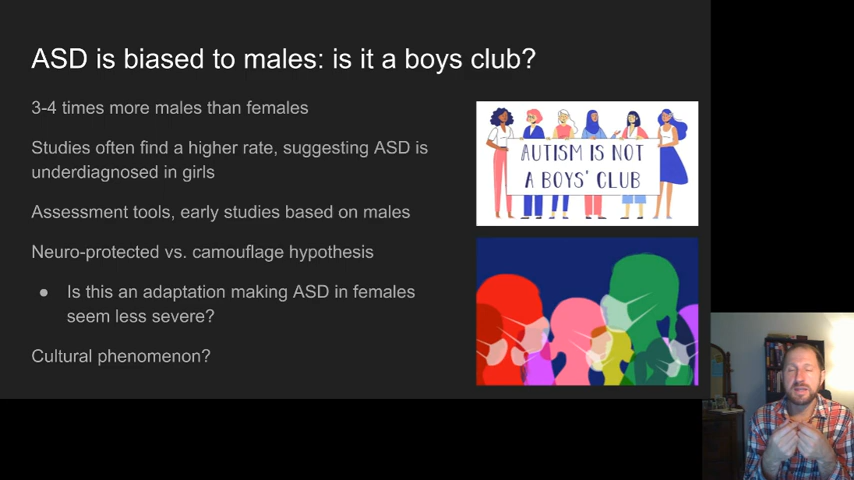 ASD is biased to males: is it a boys club?
3-4 times more males than females
Studies often find a higher rate, suggesting ASD is
underdiagnosed in girls
Assessment tools, early studies based on males
Neuro-protected vs. camouflage hypothesis
● Is this an adaptation making ASD in females
seem less severe?
Cultural phenomenon?
AUTISM IS NOT
A BOYS' CLUB